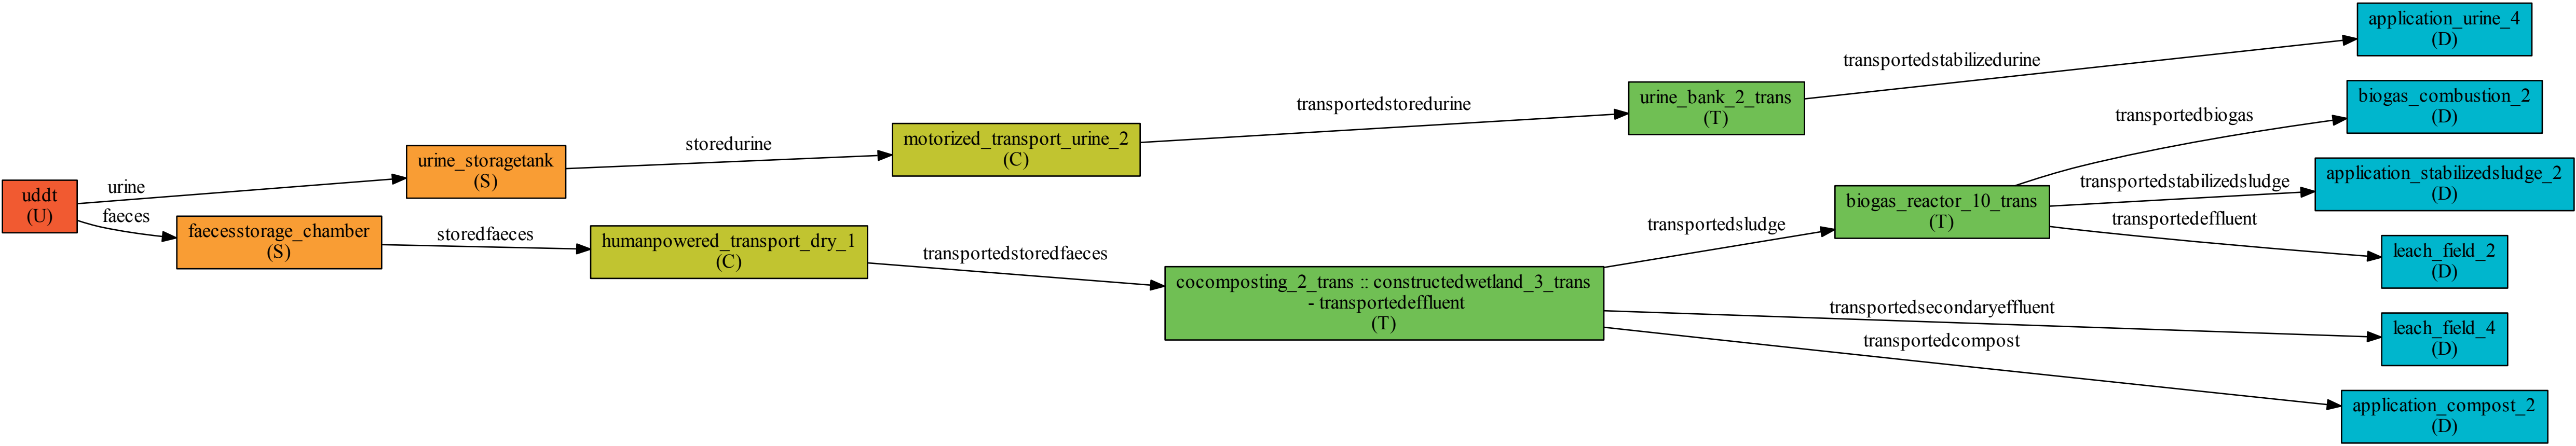 uddt
(U)
urine
faeces
urine_storagetank
(S)
faecesstorage_chamber
(S)
storedurine
storedfaeces
motorized_transport_urine_2
(C)
humanpowered_transport_dry_1
(C)
transportedstoredurine
transportedstoredfaeces
urine_bank_2_trans
(T)
cocomposting_2_trans :: constructedwetland_3_trans
- transportedeffluent
(T)
transportedstabilizedurine
transportedsludge
biogas_reactor_10_trans
(T)
transportedbiogas
transportedstabilizedsludge
transportedeffluent
transportedsecondaryeffluent
transportedcompost
application_urine_4
(D)
biogas_combustion_2
(D)
application_stabilizedsludge_2
(D)
leach_field_2
(D)
leach_field_4
(D)
application_compost_2
(D)